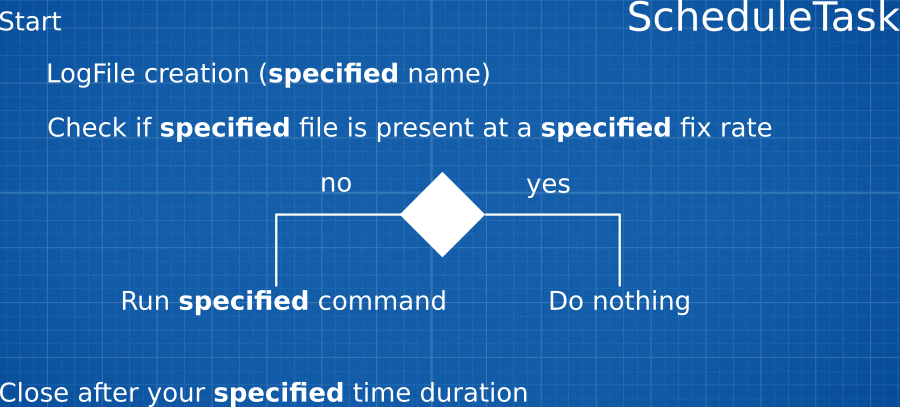 Start
ScheduleTask
LogFile creation (specified name)
Check if specified file is present at a specified fix rate
no
yes
Run specified command
Do nothing
Close after your specified time duration